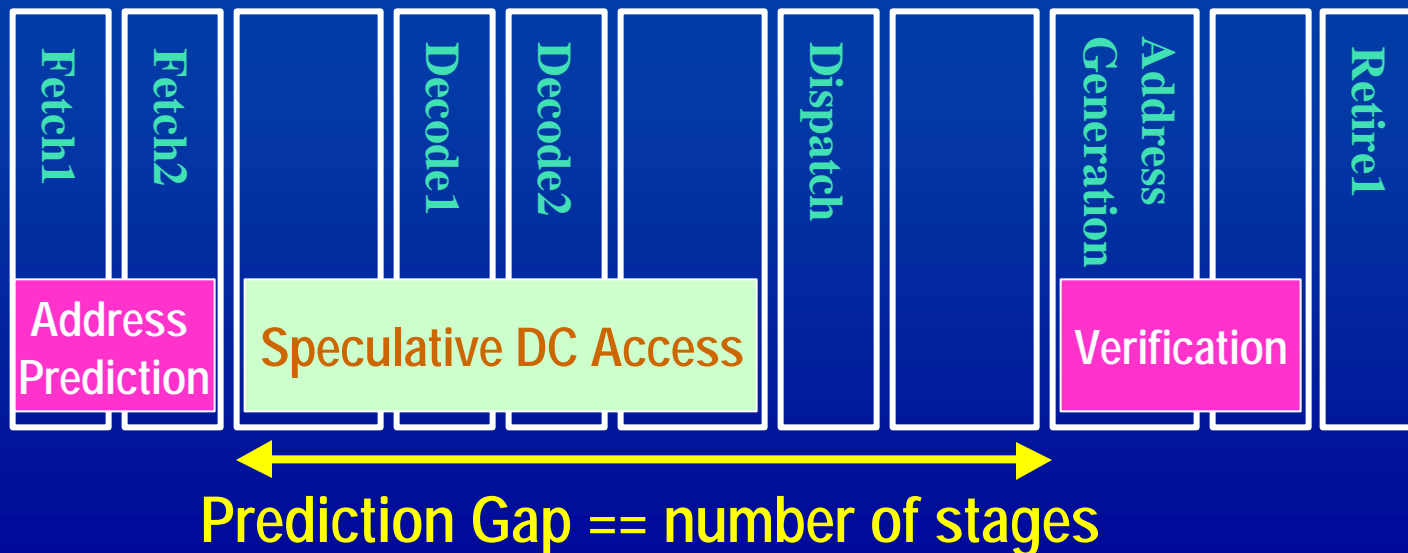 Fetch1
Fetch2
Decode1
Decode2
Dispatch
Address
Generation
Retire1
Address
Prediction
Speculative DC Access
Verification
Prediction Gap == number of stages